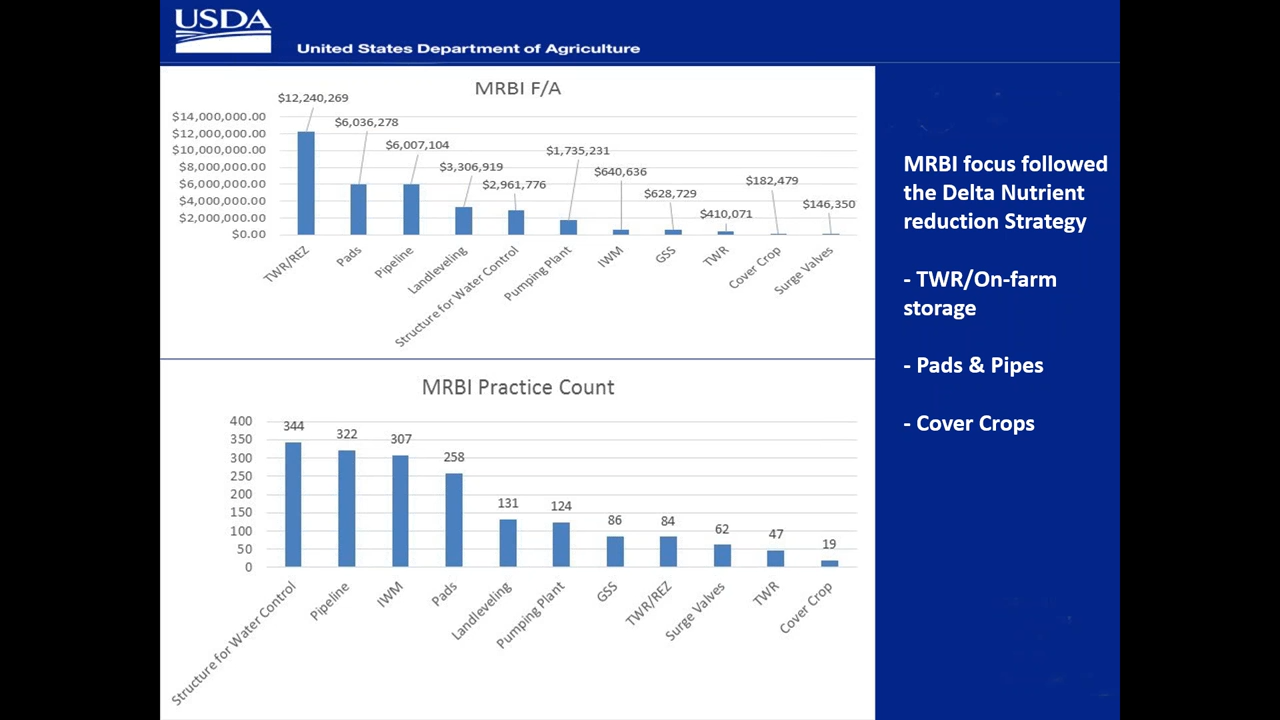 USDA
United States Department of Agriculture
MRBI F/A
$14,000,000.00
$12,000,000.00
$10,000,000.00
$8,000,000.00
$6,000,000.00
$4,000,000.00
$2,000,000.00
$0.00
$12,240,269
$6,036,278
$6,007,104
$3,306,919
$2,961,776
$1,735,231
$640,636
$628,729
$410,071
$182,479
$146,350
TWR/REZ
Pads
Pipeline
Landleveling
Structure for Water Control
Pumping Plant
IWM
GSS
TWR
Cover Crop
Surge Valves
MRBI Practice Count
400
350
300
250
200
150
100
50
0
344
322
307
258
131
124
86
84
62
47
19
Structure for Water Control
Pipeline
IWM
Pads
Landleveling
Pumping Plant
GSS
TWR/REZ
Surge Valves
TWR
Cover Crop
MRBI focus followed
the Delta Nutrient
reduction Strategy
- TWR/On-farm
storage
- Pads & Pipes
- Cover Crops